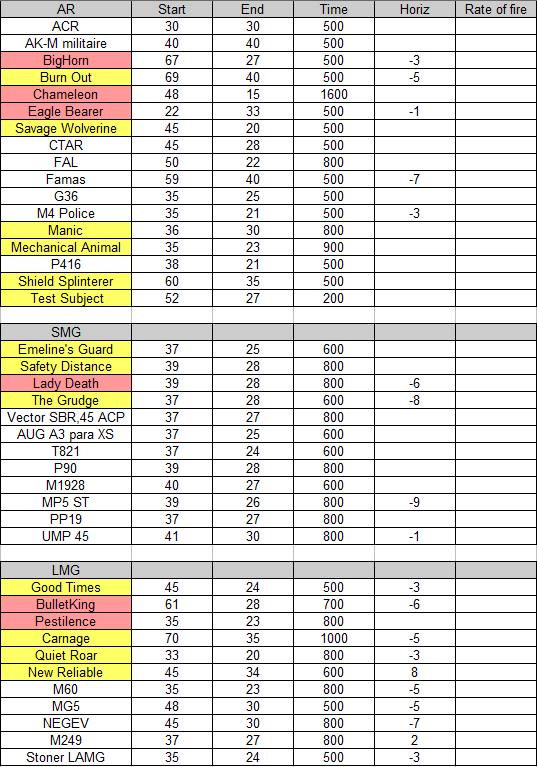 AR Start End Time Horiz Rate of fire
ACR 30 30 500
AK-M militaire 40 40 500
BigHorn 67 27 500 -3
Burn Out 69 40 500 -5
Chameleon 48 15 1600
Eagle Bearer 22 33 500 -1
Savage Wolverine 45 20 500
CTAR 45 28 500
FAL 50 22 800
Famas 59 40 500 -7
G36 35 25 500
M4 Police 35 21 500 -3
Manic 36 30 800
Mechanical Animal 35 23 900
P416 38 21 500
Shield Splinterer 60 35 500
Test Subject 52 27 200
SMG
Emeline's Guard 37 25 600
Safety Distance 39 28 800
Lady Death 39 28 800 -6
The Grudge 37 28 600 -8
Vector SBR,45 ACP 37 27 800
AUG A3 para XS 37 25 600
T821 37 24 600
P90 39 28 800
M1928 40 27 600
MP5 ST 39 26 800 -9
PP19 37 27 800
UMP 45 41 30 800 -1
LMG
Good Times 45 24 500 -3
BulletKing 61 28 700 -6
Pestilence 35 23 800
Carnage 70 35 1000 -5
Quiet Roar 33 20 800 -3
New Reliable 45 34 600 8
M60 35 23 800 -5
MG5 48 30 500 -5
NEGEV 45 30 800 -7
M249 37 27 800 2
Stoner LAMG 35 24 500 -3